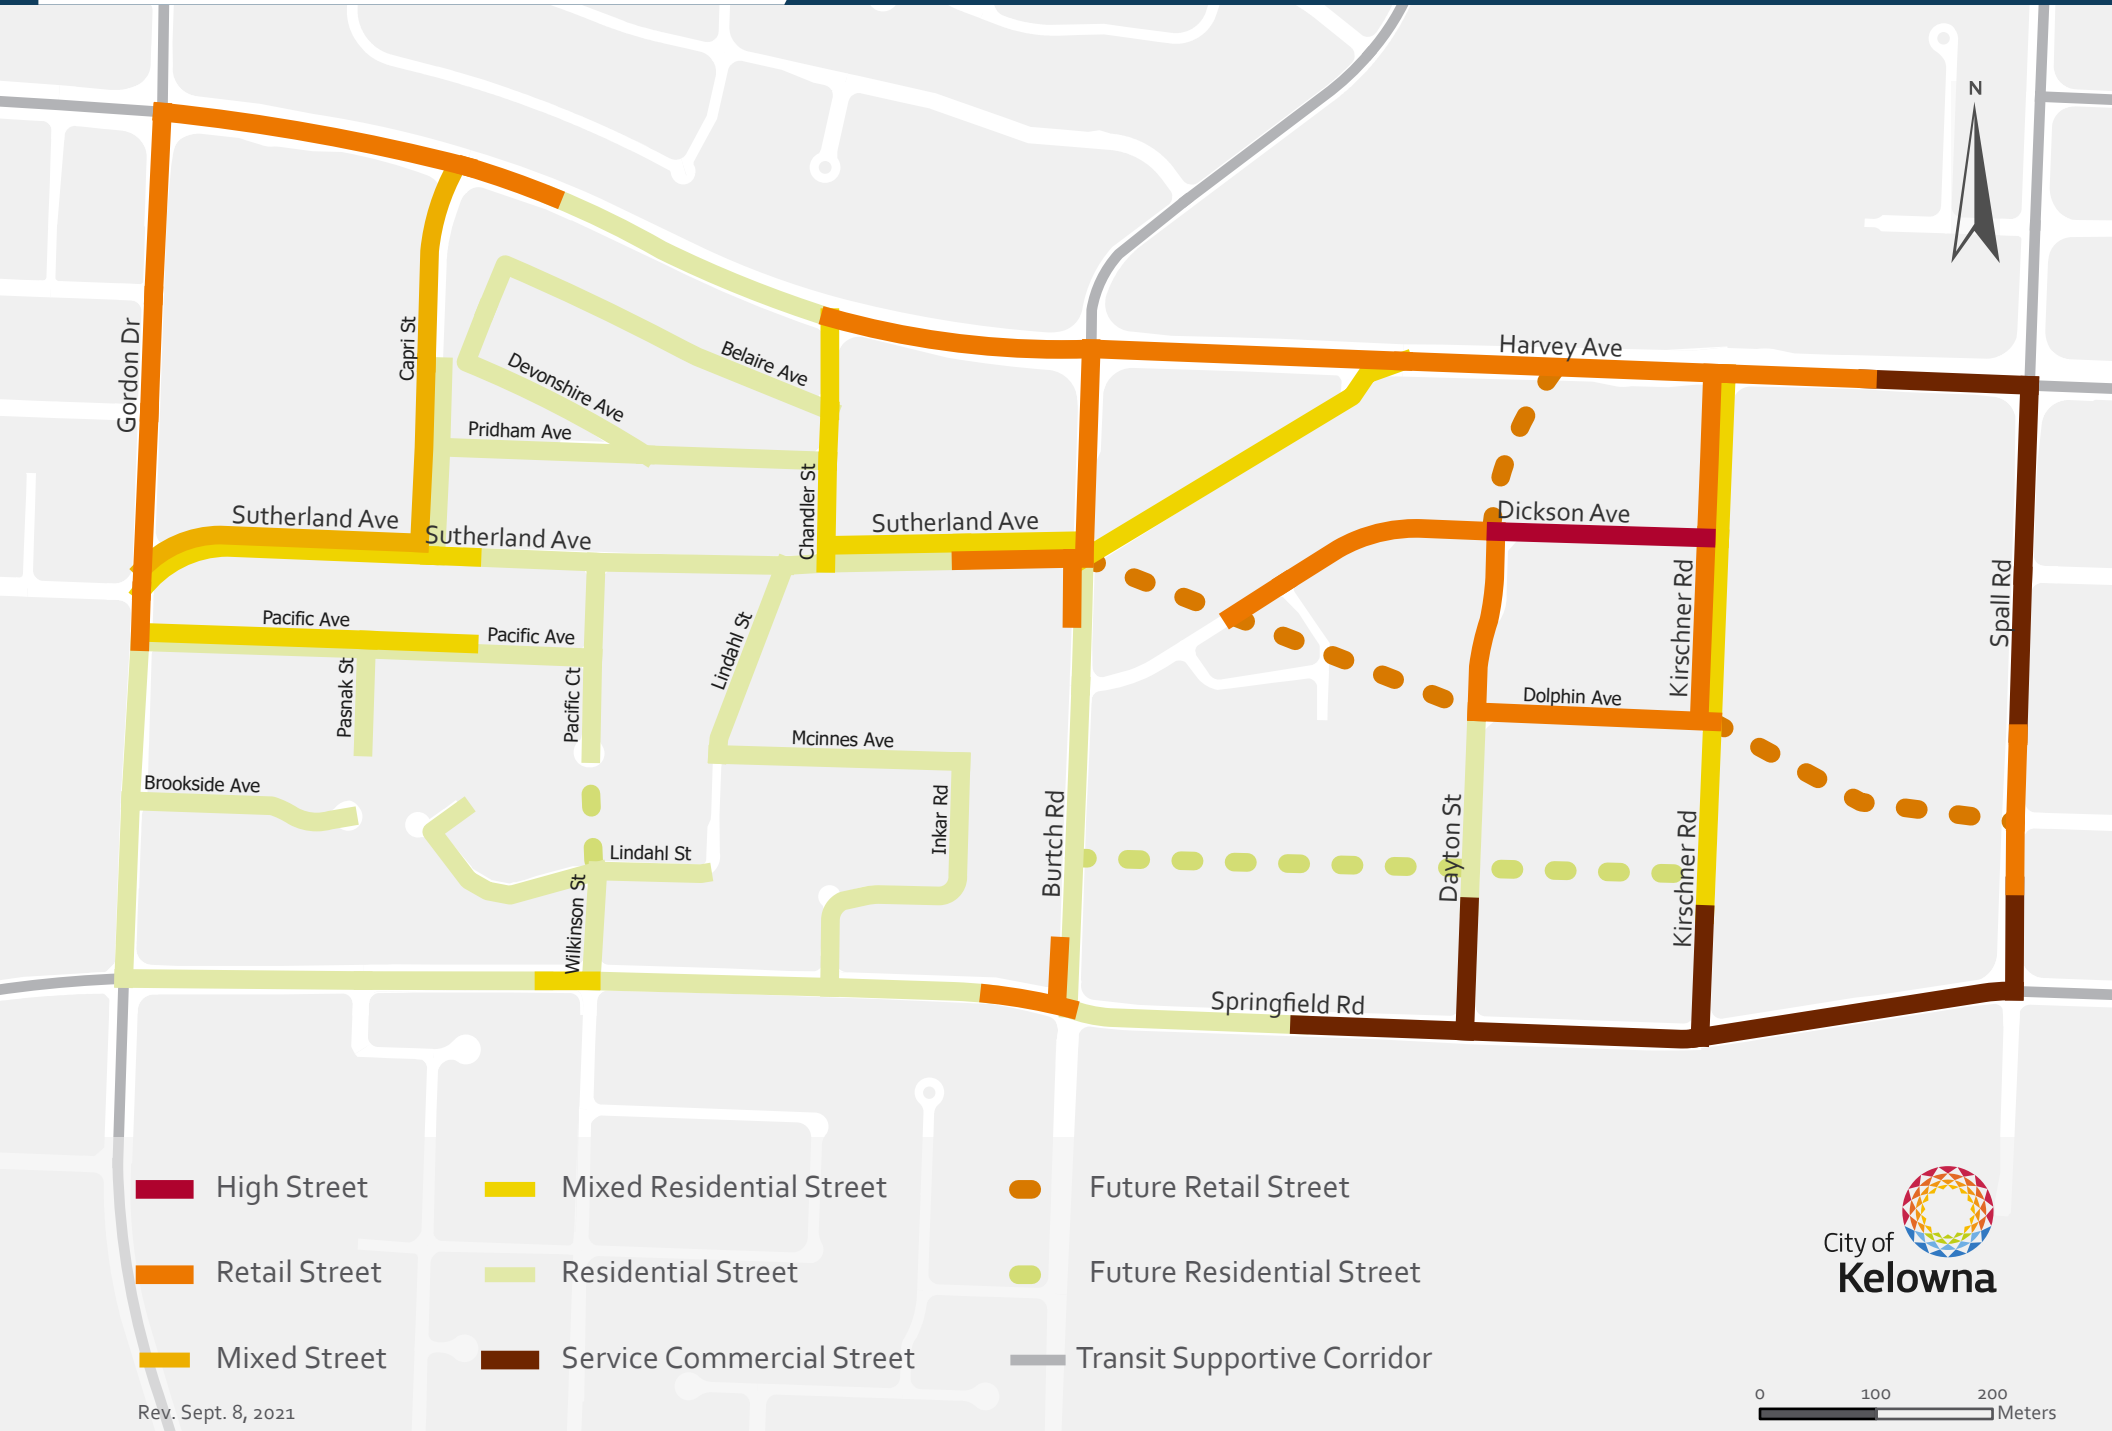 N
Harvey Ave
Gordon Dr
Capri St
Belaire Ave
Devonshire Ave
Pridham Ave
Chandler St
Sutherland Ave
Sutherland Ave
Sutherland Ave
Dickson Ave
Kirschner Rd
Spall Rd
Pacific Ave
Pacific Ave
Pasnak St
Pacific Ct
Lindahl St
Dolphin Ave
Mcinnes Ave
Brookside Ave
Inkar Rd
Burtch Rd
Dayton St
Kirschner Rd
Lindahl St
Wilkinson St
Springfield Rd
High Street
Mixed Residential Street
Future Retail Street
Retail Street
Residential Street
Future Residential Street
Mixed Street
Service Commercial Street
Transit Supportive Corridor
City of
Kelowna
Rev. Sept. 8, 2021
0 100 200
Meters